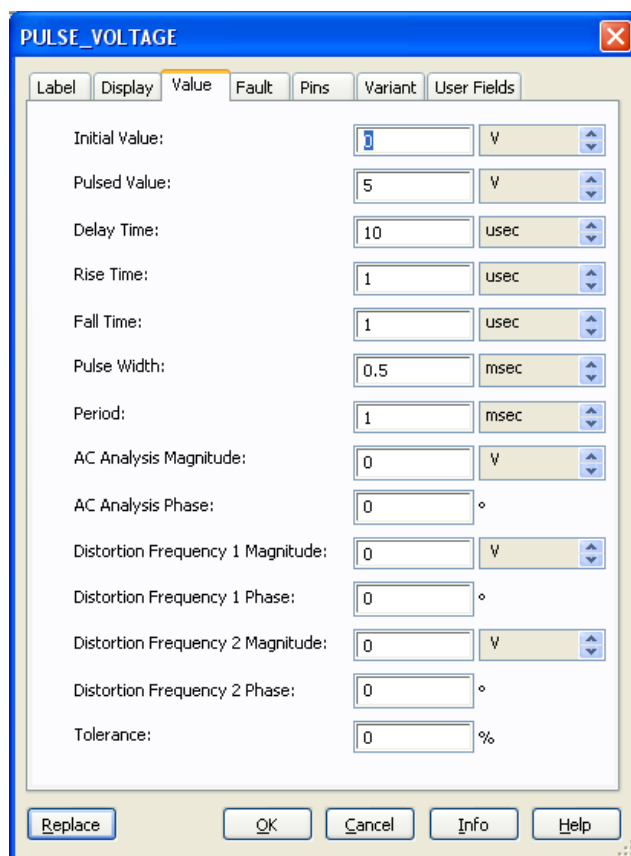 PULSE_VOLTAGE
Label Display Value Fault Pins Variant User Fields
Initial Value: 0 V
Pulsed Value: 5 V
Delay Time: 10 usec
Rise Time: 1 usec
Fall Time: 1 usec
Pulse Width: 0.5 msec
Period: 1 msec
AC Analysis Magnitude: 0 V
AC Analysis Phase: 0 °
Distortion Frequency 1 Magnitude: 0 V
Distortion Frequency 1 Phase: 0 °
Distortion Frequency 2 Magnitude: 0 V
Distortion Frequency 2 Phase: 0 °
Tolerance: 0 %
Replace OK Cancel Info Help